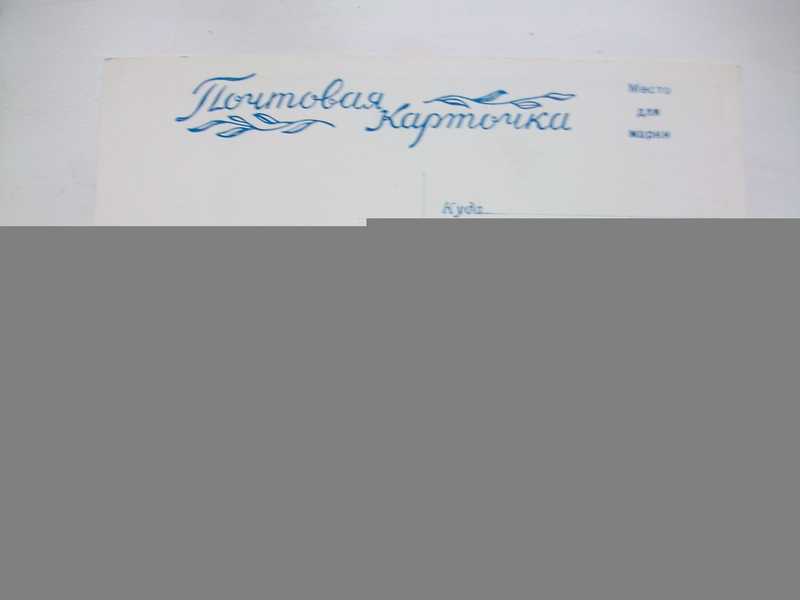 Почтовая
Карточка
Место
для
марки
Куда